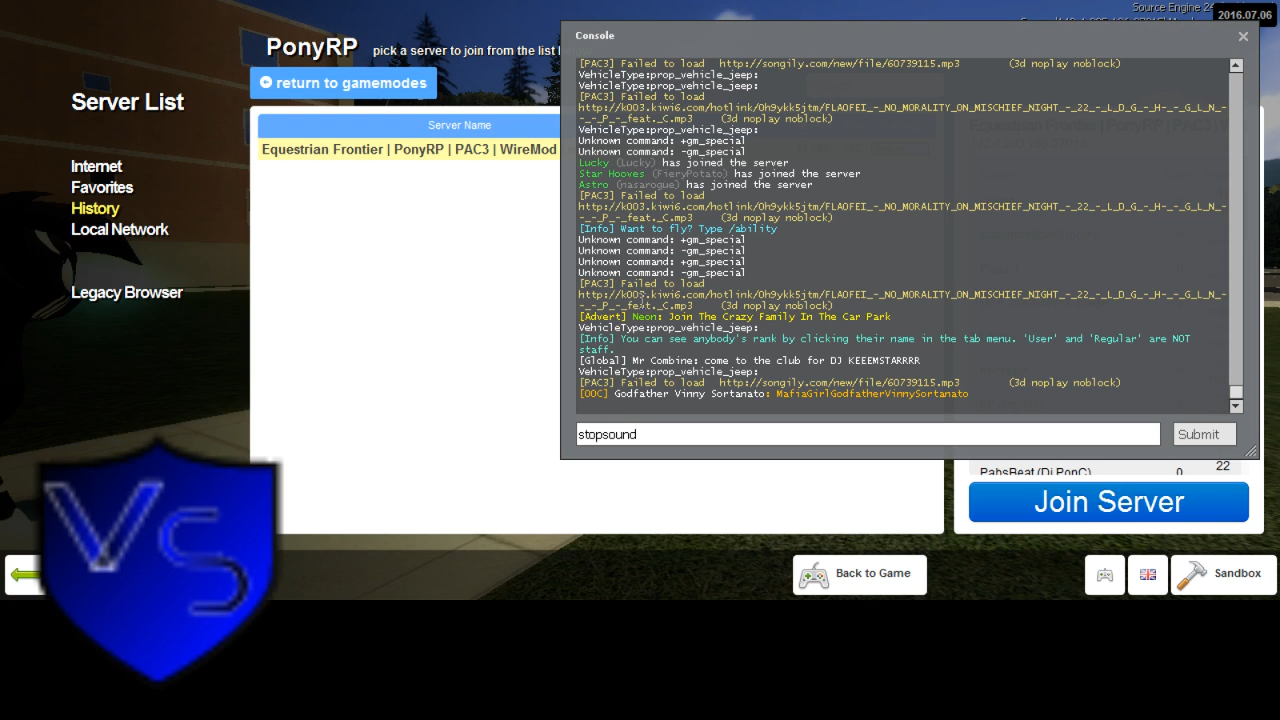 Source Engine 2
2016.07.06
PonyRP pick a server to join from the list
return to gamemodes
Server List
Internet
Favorites
History
Local Network
Legacy Browser
Server Name
Equestrian Frontier | PonyRP | PAC3 | WireMod
Console
[PAC3] Failed to load http://songily.com/new/file/60739115.mp3 (3d noplay noblock)
VehicleType:prop_vehicle_jeep:
VehicleType:prop_vehicle_jeep:
[PAC3] Failed to load
http://k003.kiwi6.com/hotlink/0h9ykk5jtm/FLAOFEI_-_NO_MORALITY_ON_MISCHIEF_NIGHT_-_22_-_L_D_G_-_H_-_G_L_N_-
-_-_P_-_feat._C.mp3 (3d noplay noblock)
VehicleType:prop_vehicle_jeep:
Unknown command: +gm_special
Unknown command: -gm_special
Lucky (Lucky) has joined the server
Star Hooves (FieryPotato) has joined the server
Astro (nasarogue) has joined the server
[PAC3] Failed to load
http://k003.kiwi6.com/hotlink/0h9ykk5jtm/FLAOFEI_-_NO_MORALITY_ON_MISCHIEF_NIGHT_-_22_-_L_D_G_-_H_-_G_L_N_-
-_-_P_-_feat._C.mp3 (3d noplay noblock)
[Info] Want to fly? Type /ability
Unknown command: +gm_special
Unknown command: -gm_special
Unknown command: +gm_special
Unknown command: -gm_special
[PAC3] Failed to load
http://k003.kiwi6.com/hotlink/0h9ykk5jtm/FLAOFEI_-_NO_MORALITY_ON_MISCHIEF_NIGHT_-_22_-_L_D_G_-_H_-_G_L_N_-
-_-_P_-_feat._C.mp3 (3d noplay noblock)
[Advert] Neon: Join The Crazy Family In The Car Park
VehicleType:prop_vehicle_jeep:
[Info] You can see anybody's rank by clicking their name in the tab menu. 'User' and 'Regular' are NOT
staff.
[Global] Mr Combine: come to the club for DJ KEEEMSTARRRR
VehicleType:prop_vehicle_jeep:
[PAC3] Failed to load http://songily.com/new/file/60739115.mp3 (3d noplay noblock)
[OOC] Godfather Vinny Sortanato: MafiaGirlGodfatherVinnySortanato
stopsound
Submit
PabsBeat (Dj PonC) 0 22
Join Server
VS
Back to Game
Sandbox